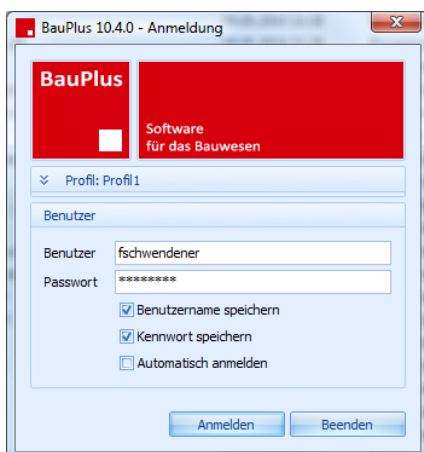 BauPlus 10.4.0 - Anmeldung
BauPlus
Software
für das Bauwesen
Profil: Profil1
Benutzer
Benutzer fschwendener
Passwort ********
Benutzername speichern
Kennwort speichern
Automatisch anmelden
Anmelden Beenden